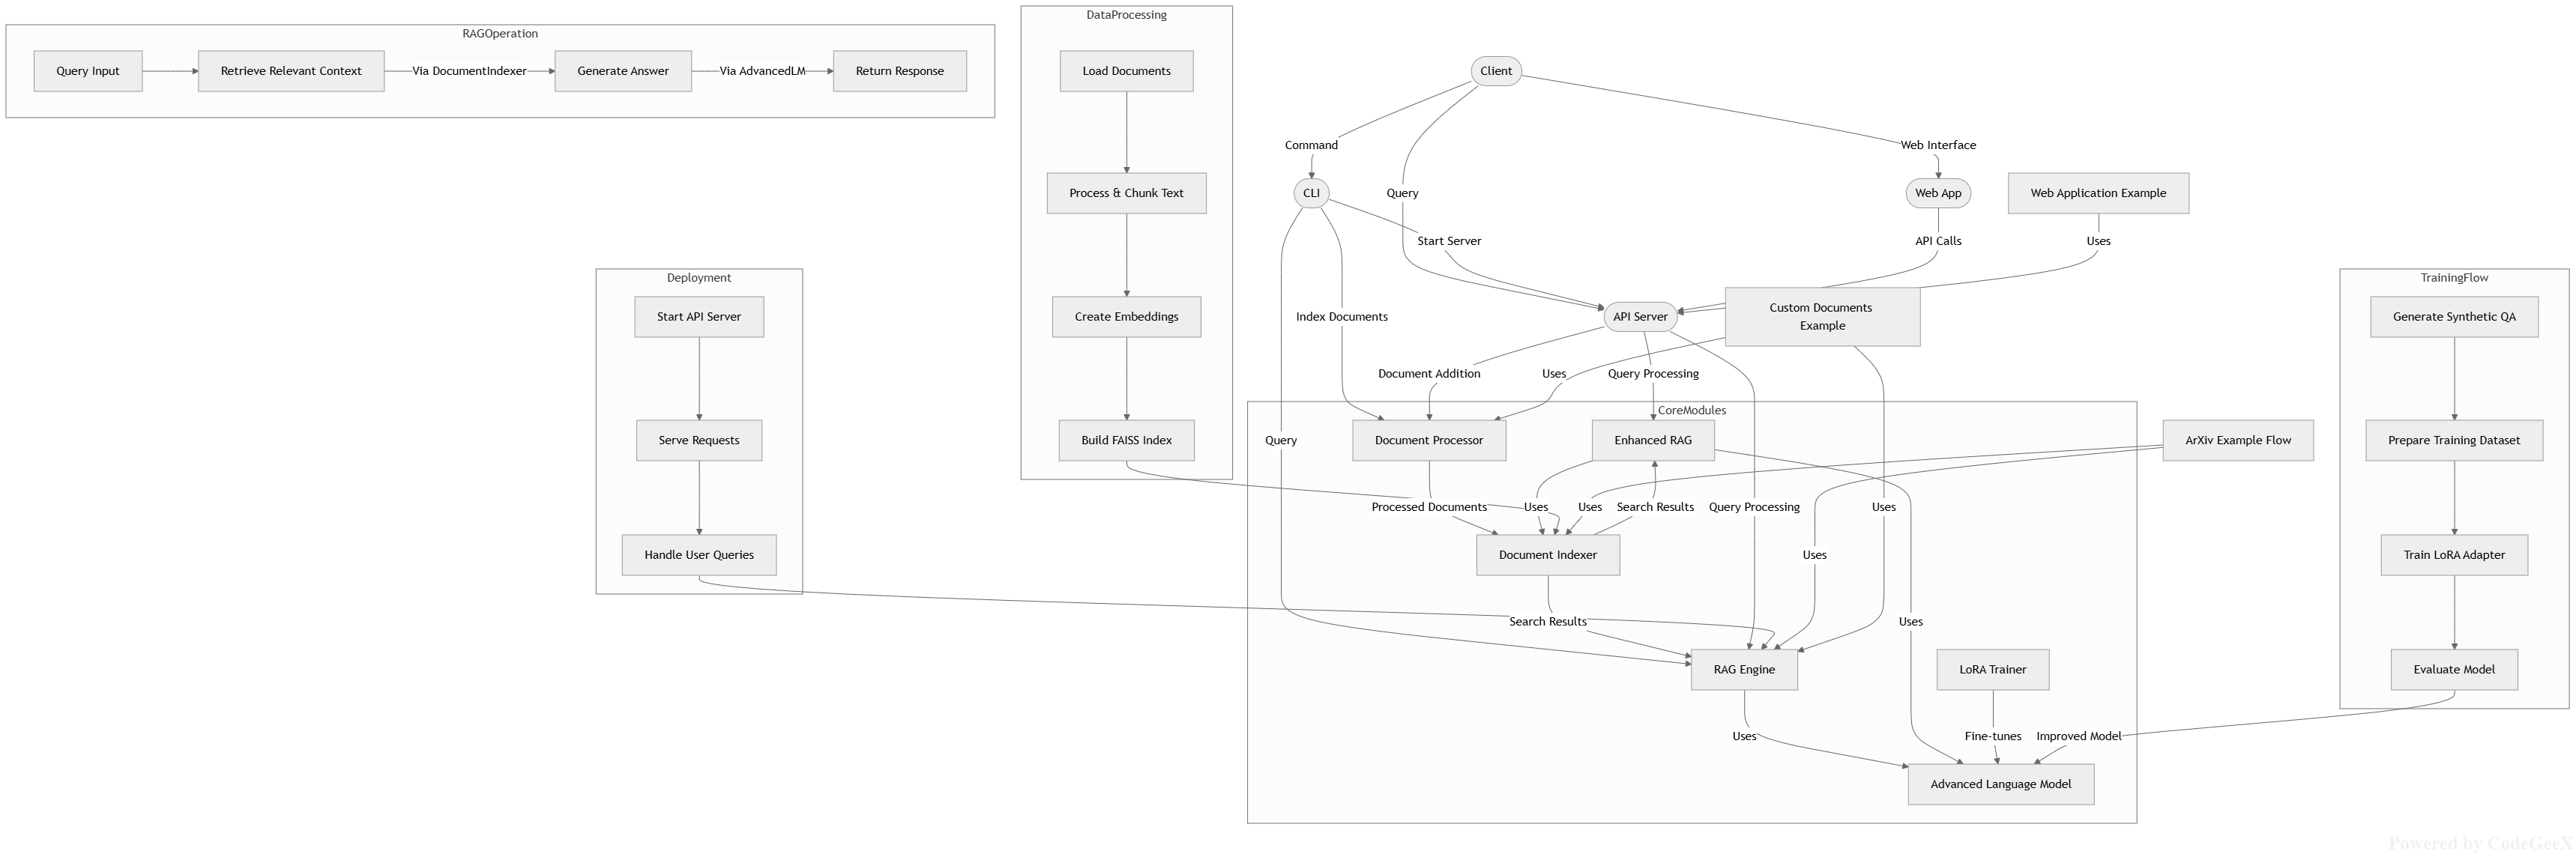 RAGOperation
Query Input
Retrieve Relevant Context
Via DocumentIndexer
Generate Answer
Via AdvancedLM
Return Response
DataProcessing
Load Documents
Process & Chunk Text
Create Embeddings
Build FAISS Index
Client
Command
Query
Web Interface
CLI
Web App
Web Application Example
Start Server
API Calls
Uses
Deployment
Start API Server
Serve Requests
Handle User Queries
Index Documents
API Server
Custom Documents
Example
Document Addition
Uses
Query Processing
CoreModules
Query
Document Processor
Enhanced RAG
ArXiv Example Flow
Processed Documents
Uses
Uses
Search Results
Query Processing
Uses
Document Indexer
Uses
Search Results
Uses
RAG Engine
LoRA Trainer
Uses
Fine-tunes
Improved Model
Advanced Language Model
TrainingFlow
Generate Synthetic QA
Prepare Training Dataset
Train LoRA Adapter
Evaluate Model
Powered by CodeGeeX